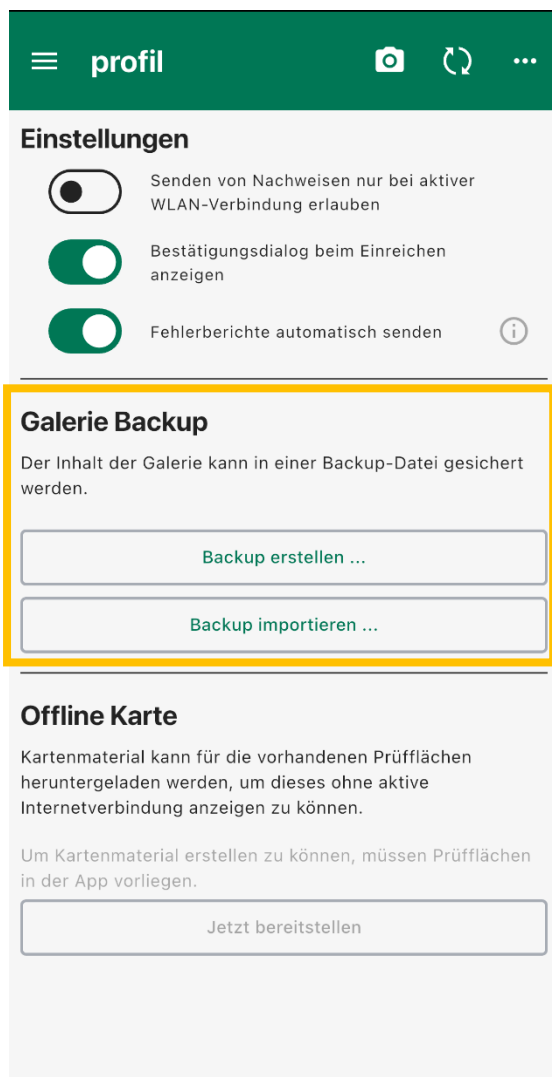 profil
Einstellungen
Senden von Nachweisen nur bei aktiver
WLAN-Verbindung erlauben
Bestätigungsdialog beim Einreichen
anzeigen
Fehlerberichte automatisch senden
Galerie Backup
Der Inhalt der Galerie kann in einer Backup-Datei gesichert
werden.
Backup erstellen ...
Backup importieren ...
Offline Karte
Kartenmaterial kann für die vorhandenen Prüfflächen
heruntergeladen werden, um dieses ohne aktive
Internetverbindung anzeigen zu können.
Um Kartenmaterial erstellen zu können, müssen Prüfflächen
in der App vorliegen.
Jetzt bereitstellen